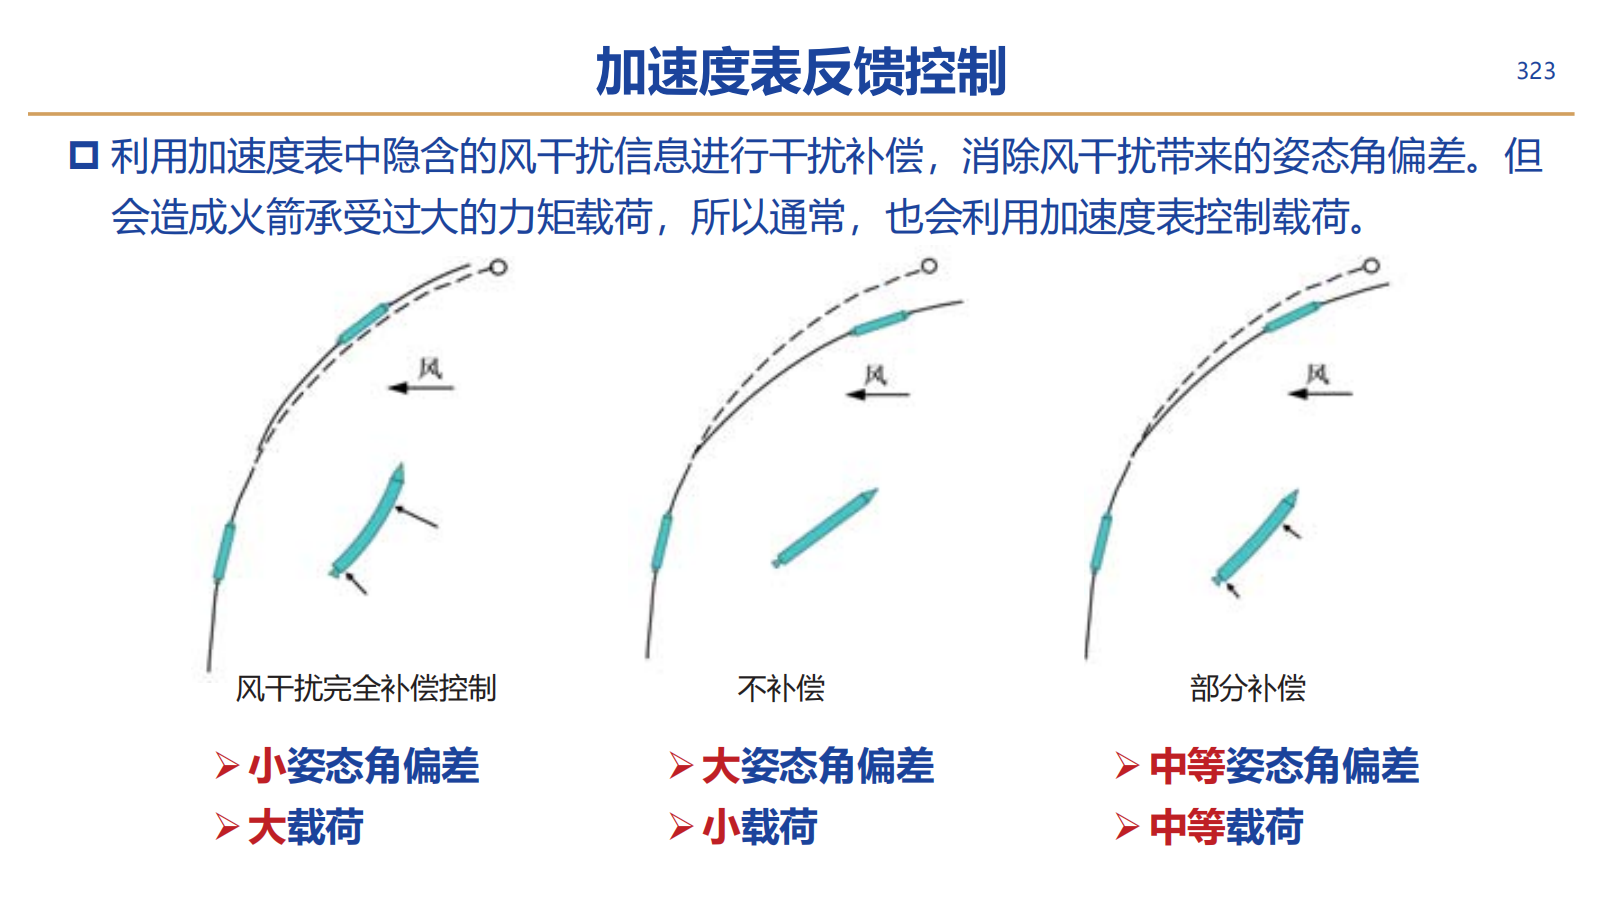 加速度表反馈控制
323
利用加速度表中隐含的风干扰信息进行干扰补偿，消除风干扰带来的姿态角偏差。但
会造成火箭承受过大的力矩载荷，所以通常，也会利用加速度表控制载荷。
风
风
风
风干扰完全补偿控制
不补偿
部分补偿
小姿态角偏差
大姿态角偏差
中等姿态角偏差
大载荷
小载荷
中等载荷